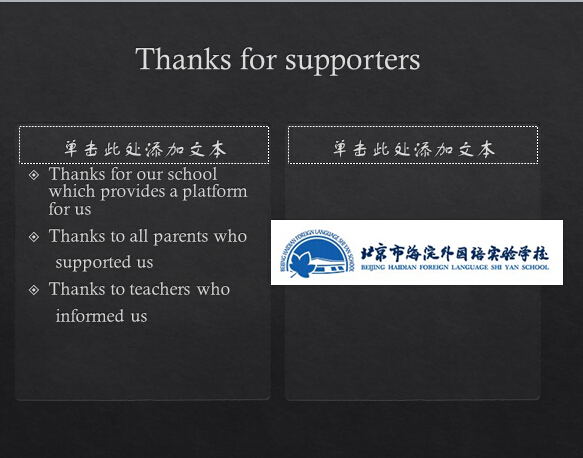 Thanks for supporters
单击此处添加文本
Thanks for our school
which provides a platform
for us
Thanks to all parents who
supported us
Thanks to teachers who
informed us
单击此处添加文本
BEIJING HAIDIAN FOREIGN LANGUAGE SHI YAN SCHOOL
北京市海淀外国语实验学校
BEIJING HAIDIAN FOREIGN LANGUAGE SHI YAN SCHOOL